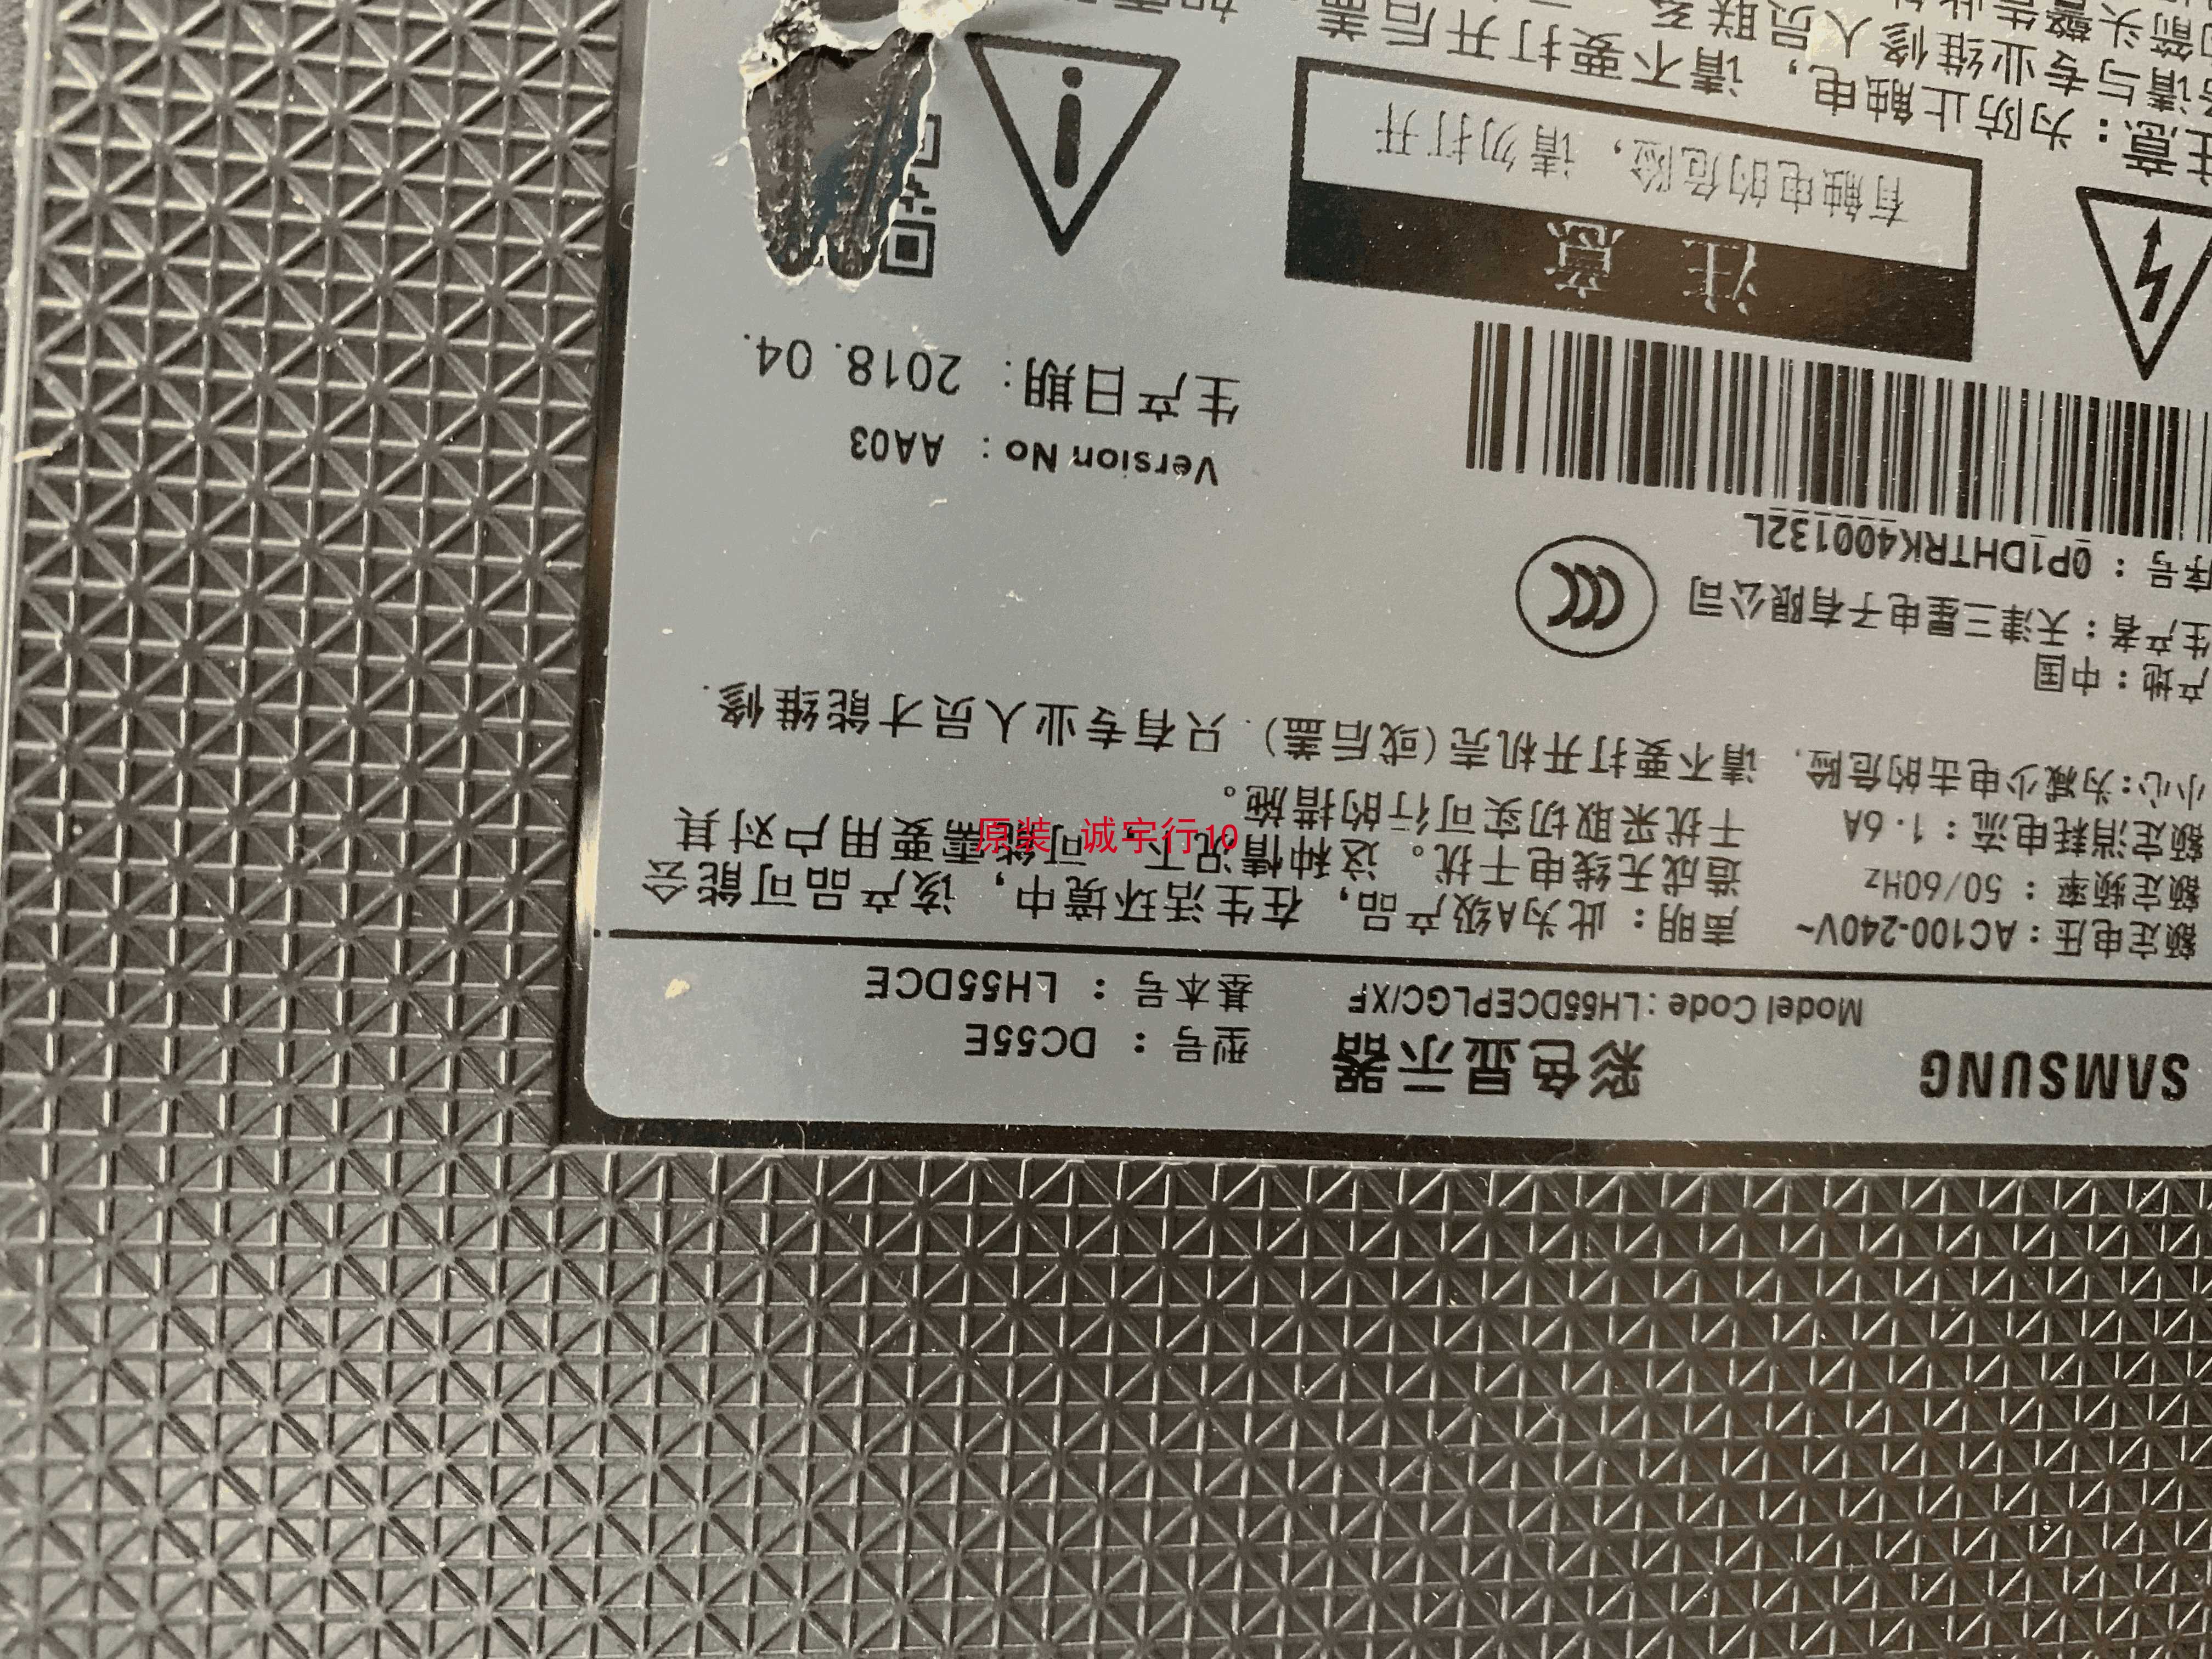 SAMSUNG
彩色显示器
型号： DC55E
Model Code : LH55DCEPLGC/XF
基本号： LH55DCE
额定电压：AC100-240V~
额定频率：50/60Hz
额定消耗电流：1.6A
声明：此为A级产品，在生活环境中，该产品可能会
造成无线电干扰。这种情况下，可能需要用户对其
干扰采取切实可行的措施。
小心:为减少电击的危险，请不要打开机壳(或后盖)．只有专业人员才能维修．
产地：中国
生产者：天津三星电子有限公司
序号：0P1DHTRK400132L
Version No： AA03
生产日期：2018. 04.
注 意
有触电的危险，请勿打开
注意：为防止触电，请不要打开后盖
请与专业维修人员联系
原装 诚宇行10